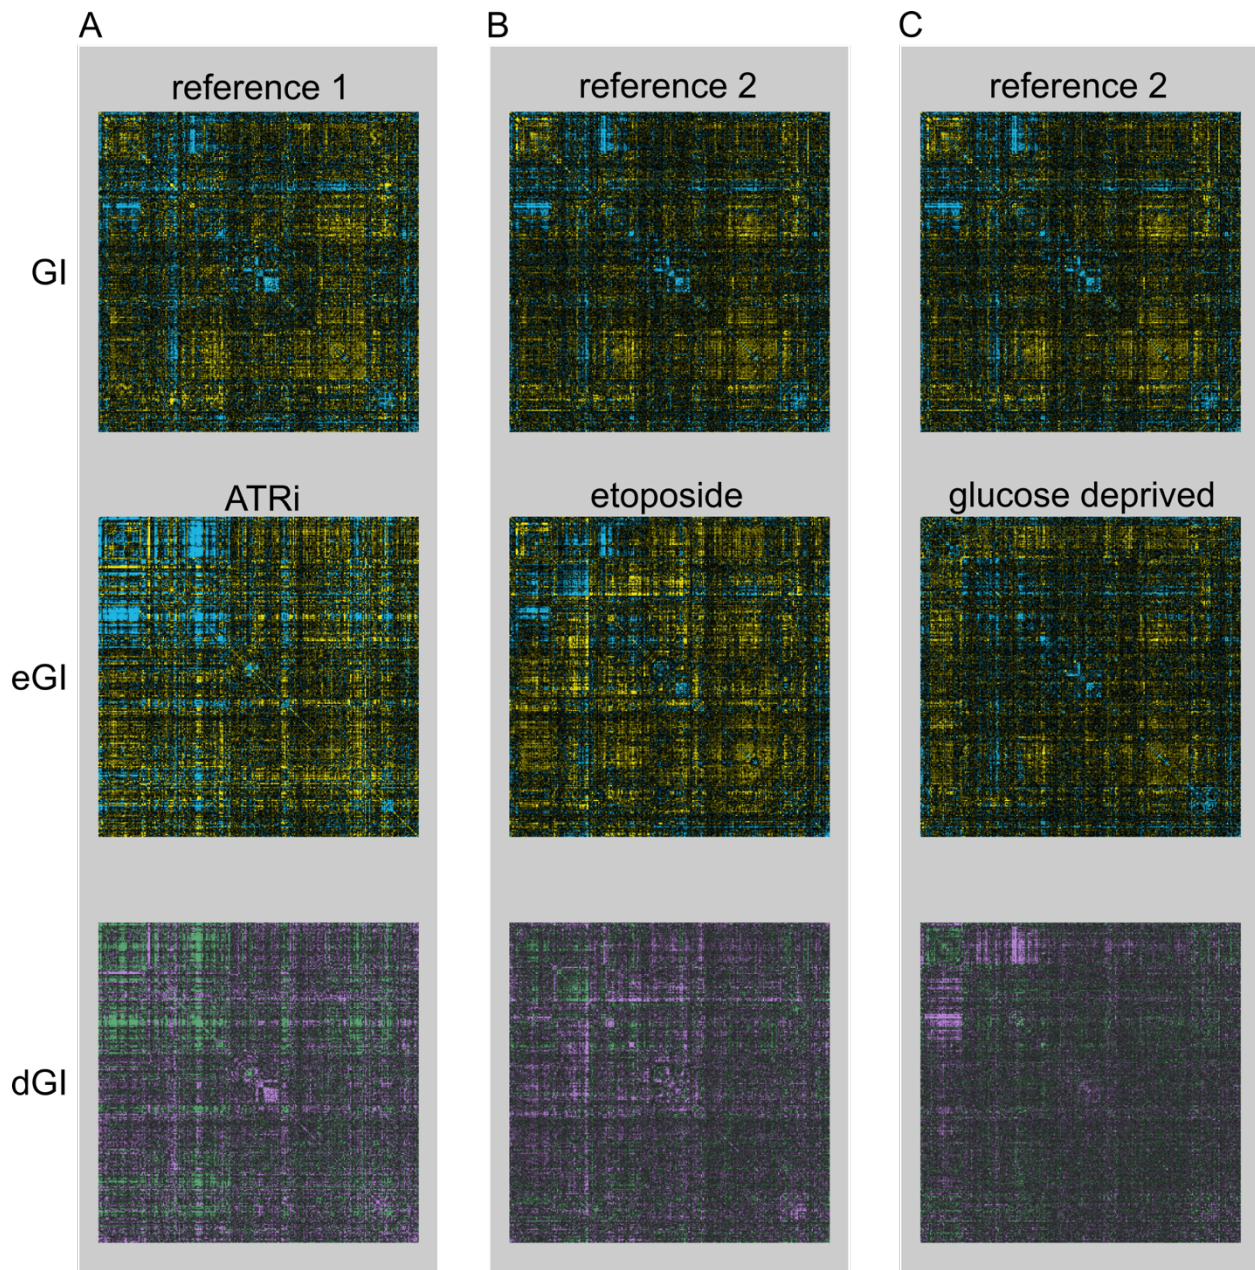 A B C
reference 1 reference 2 reference 2
GI
ATRi etoposide glucose deprived
eGI
dGI